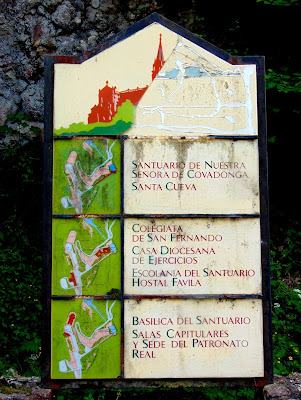 Santuario de Nuestra
Señora de Covadonga
Santa Cueva
Colegiata
de San Fernando
Casa Diocesana
de Ejercicios
Escolanía del Santuario
Hostal Favila
Basílica del Santuario
Salas Capitulares
y Sede del Patronato
Real